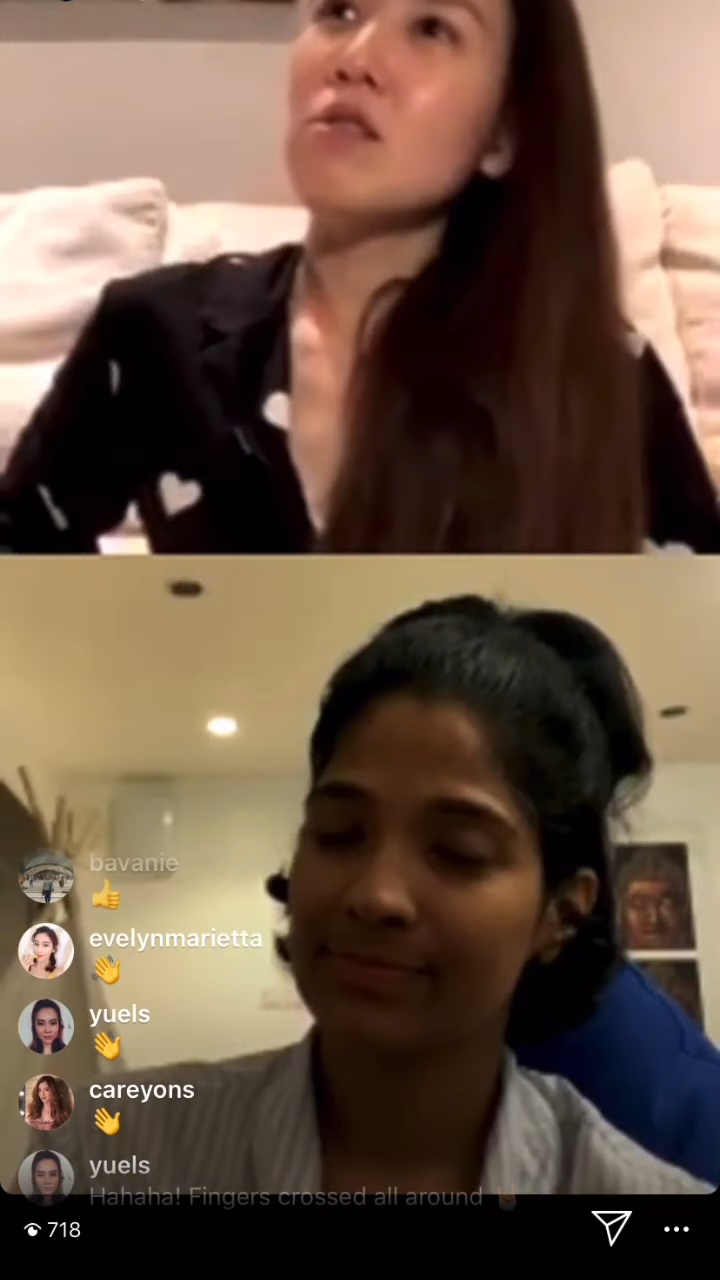 bavanie
👍
evelynmarietta
👋
yuels
👋
careyons
👋
yuels
Hahaha! Fingers crossed all around
718